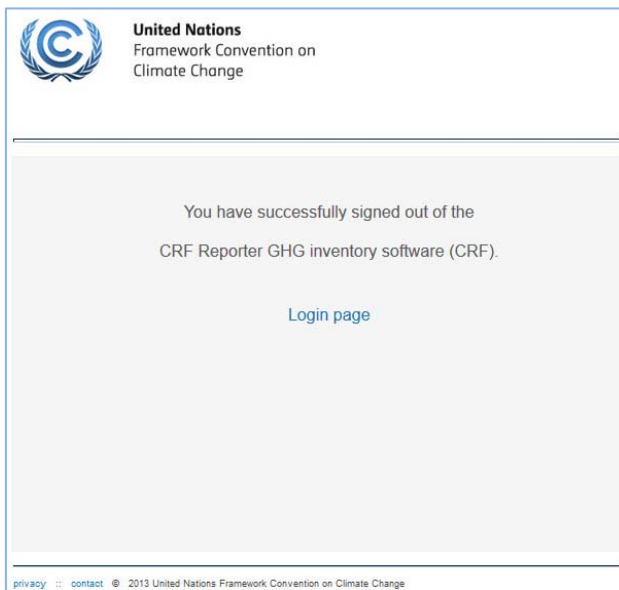 United Nations
Framework Convention on
Climate Change
You have successfully signed out of the
CRF Reporter GHG inventory software (CRF).
Login page
privacy :: contact © 2013 United Nations Framework Convention on Climate Change